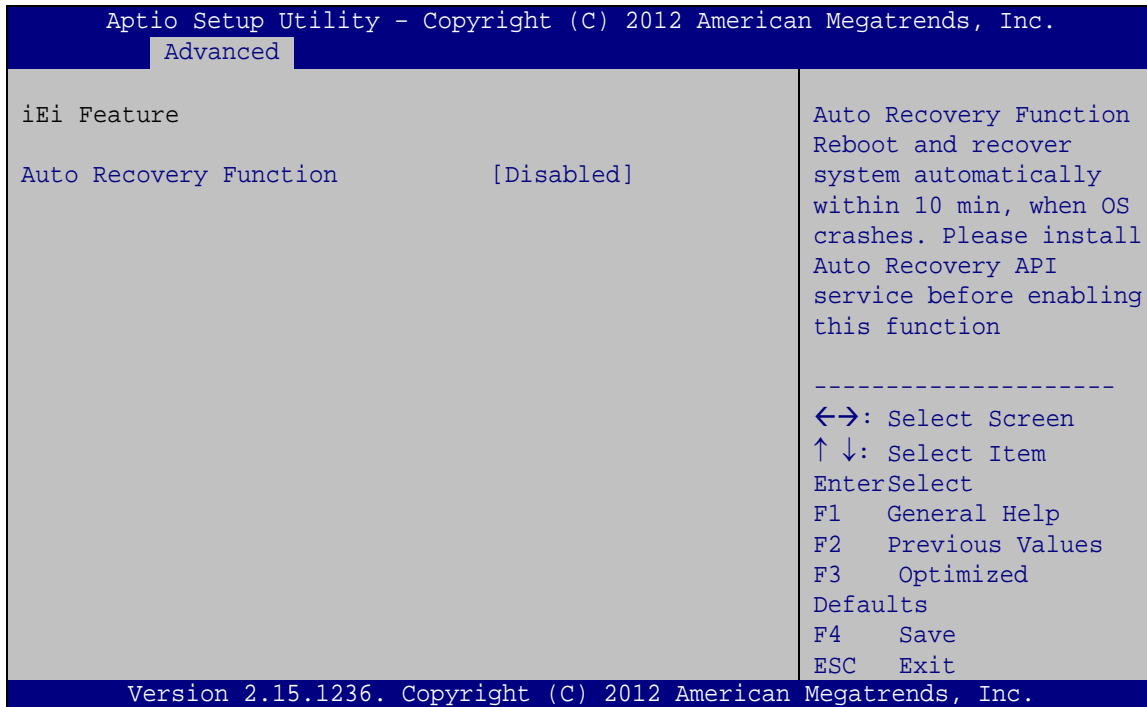 Aptio Setup Utility – Copyright (C) 2012 American Megatrends, Inc.
Advanced
iEi Feature
Auto Recovery Function [Disabled]
Auto Recovery Function
Reboot and recover
system automatically
within 10 min, when OS
crashes. Please install
Auto Recovery API
service before enabling
this function
---------------------
←→: Select Screen
↑ ↓: Select Item
EnterSelect
F1 General Help
F2 Previous Values
F3 Optimized
Defaults
F4 Save
ESC Exit
Version 2.15.1236. Copyright (C) 2012 American Megatrends, Inc.